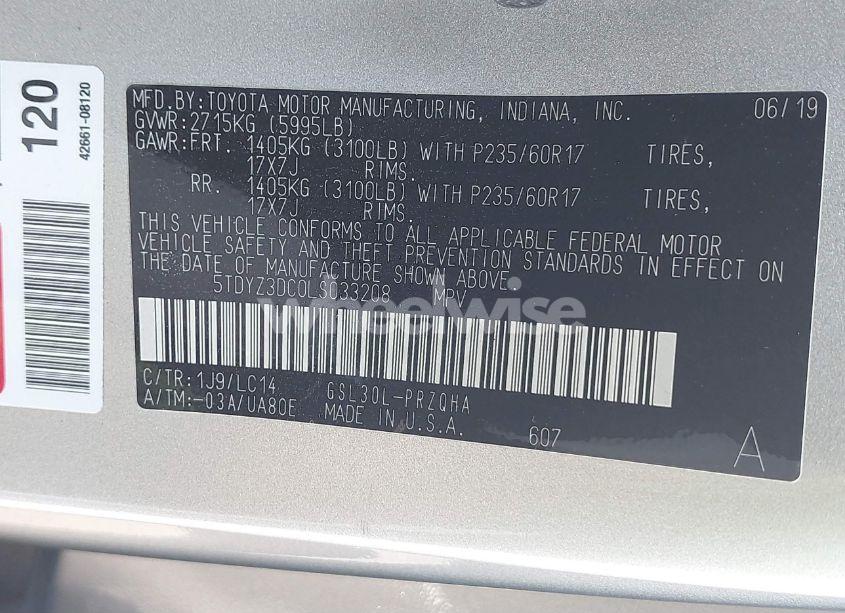 120
42661-08120
MFD.BY:TOYOTA MOTOR MANUFACTURING, INDIANA, INC. 06/19
GVWR:2715KG (5995LB)
GAWR:FRT. 1405KG (3100LB) WITH P235/60R17 TIRES,
17X7J RIMS.
RR. 1405KG (3100LB) WITH P235/60R17 TIRES,
17X7J RIMS.
THIS VEHICLE CONFORMS TO ALL APPLICABLE FEDERAL MOTOR
VEHICLE SAFETY AND THEFT PREVENTION STANDARDS IN EFFECT ON
THE DATE OF MANUFACTURE SHOWN ABOVE.
5TDYZ3DC0LS033208 MPV
wheelwise
C/TR:1J9/LC14 GSL30L-PRZQHA
A/TM:-03A/UA80E MADE IN U.S.A. 607
A